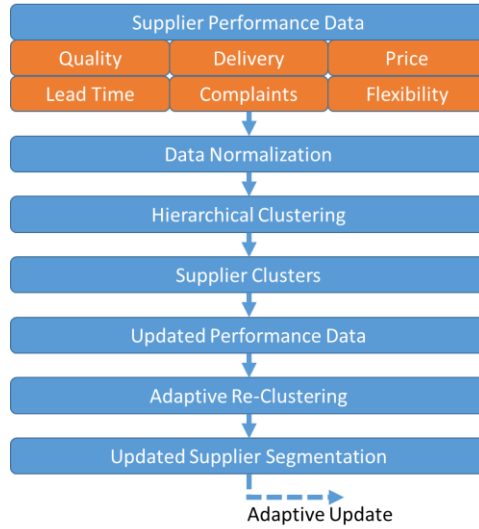 Supplier Performance Data
Quality Delivery Price
Lead Time Complaints Flexibility
Data Normalization
Hierarchical Clustering
Supplier Clusters
Updated Performance Data
Adaptive Re-Clustering
Updated Supplier Segmentation
Adaptive Update